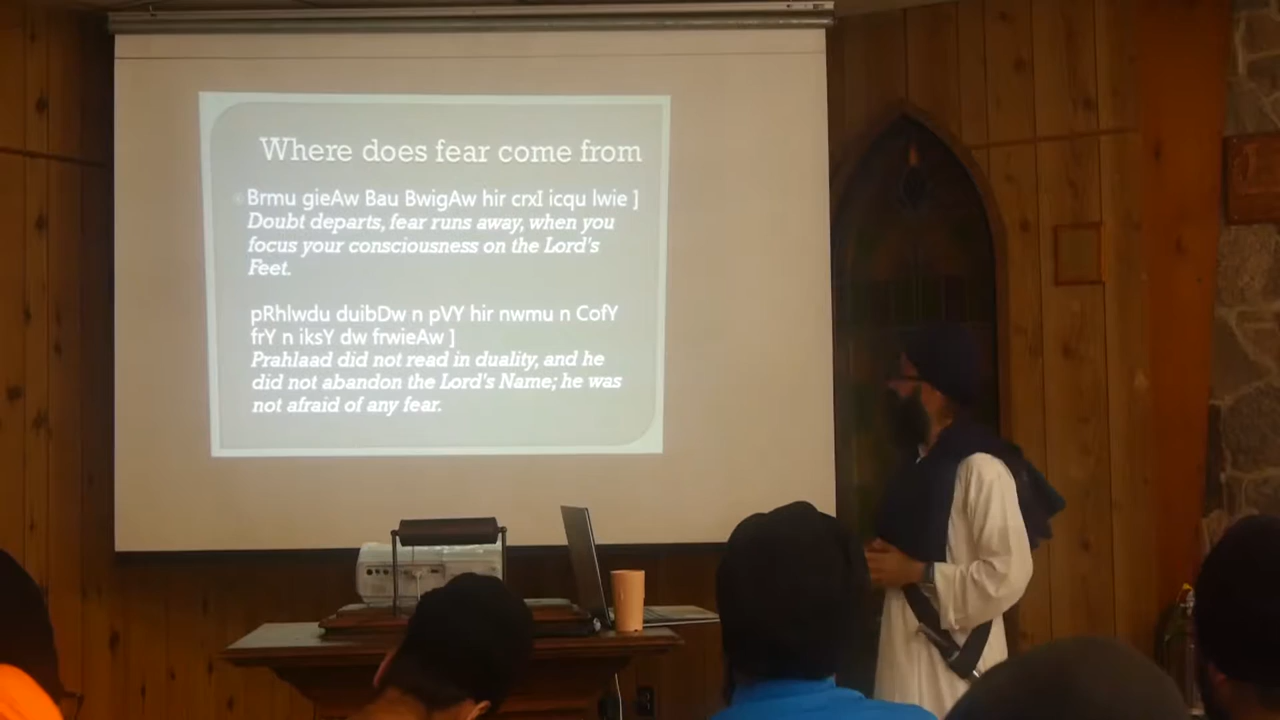 Where does fear come from
Brmu gieAw Bau BwigAw hir crxI icqu lwie ]
Doubt departs, fear runs away, when you
focus your consciousness on the Lord's
Feet.
pRhlwdu duibDw n pVY hir nwmu n CofY
frY n iksY dw frwieAw ]
Prahlaad did not read in duality, and he
did not abandon the Lord's Name; he was
not afraid of any fear.